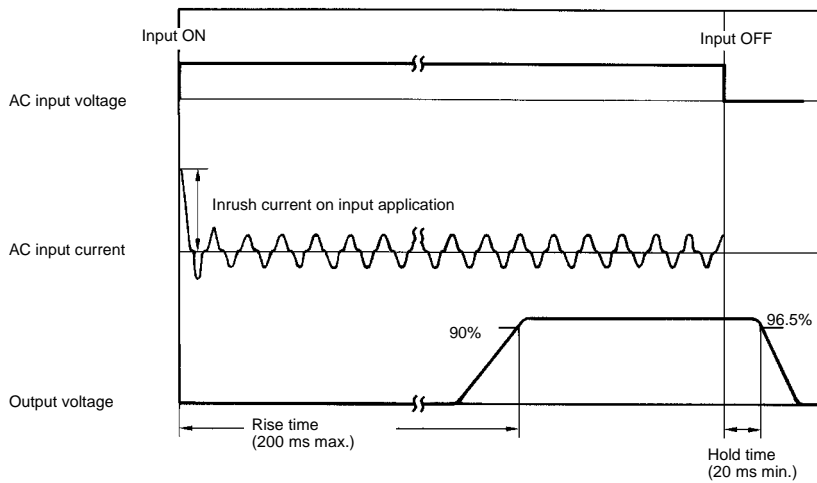 Input ON
Input OFF
AC input voltage
Inrush current on input application
AC input current
90%
96.5%
Output voltage
Rise time
(200 ms max.)
Hold time
(20 ms min.)